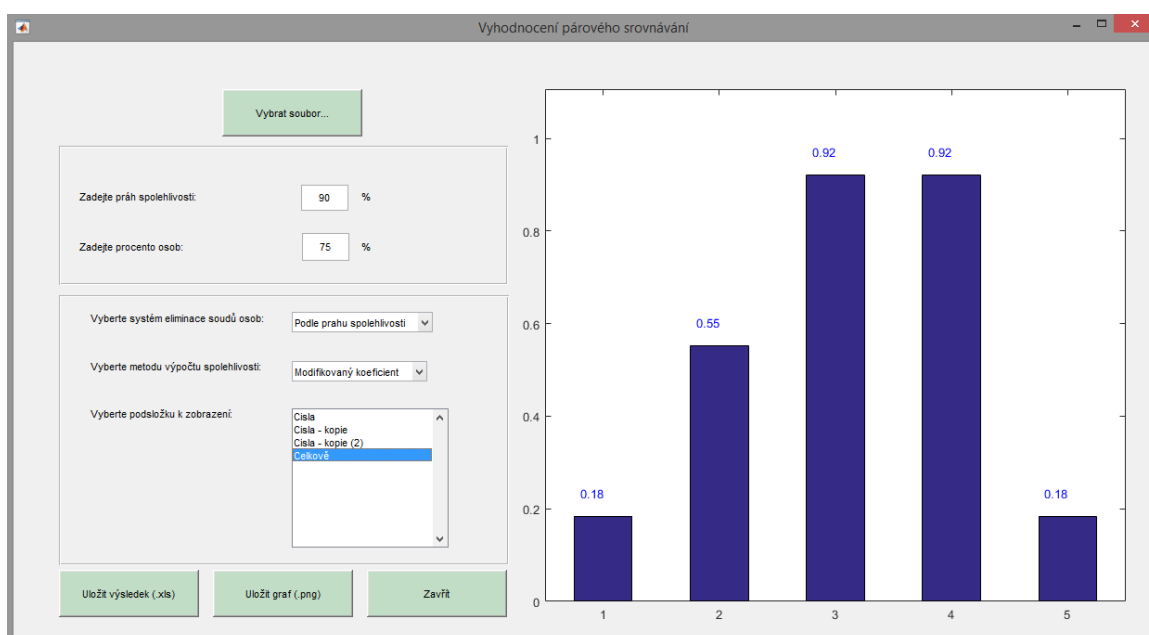 Vyhodnocení párového srovnávání
Vybrat soubor...
Zadejte práh spolehlivosti:
90
%
Zadejte procento osob:
75
%
Vyberte systém eliminace soudů osob:
Podle prahu spolehlivosti
Vyberte metodu výpočtu spolehlivosti:
Modifikovaný koeficient
Vyberte podsložku k zobrazení:
Cisla
Cisla - kopie
Cisla - kopie (2)
Celkově
Uložit výsledek (.xls)
Uložit graf (.png)
Zavřít
1
0.8
0.6
0.4
0.2
0
0.18
0.55
0.92
0.92
0.18
1
2
3
4
5